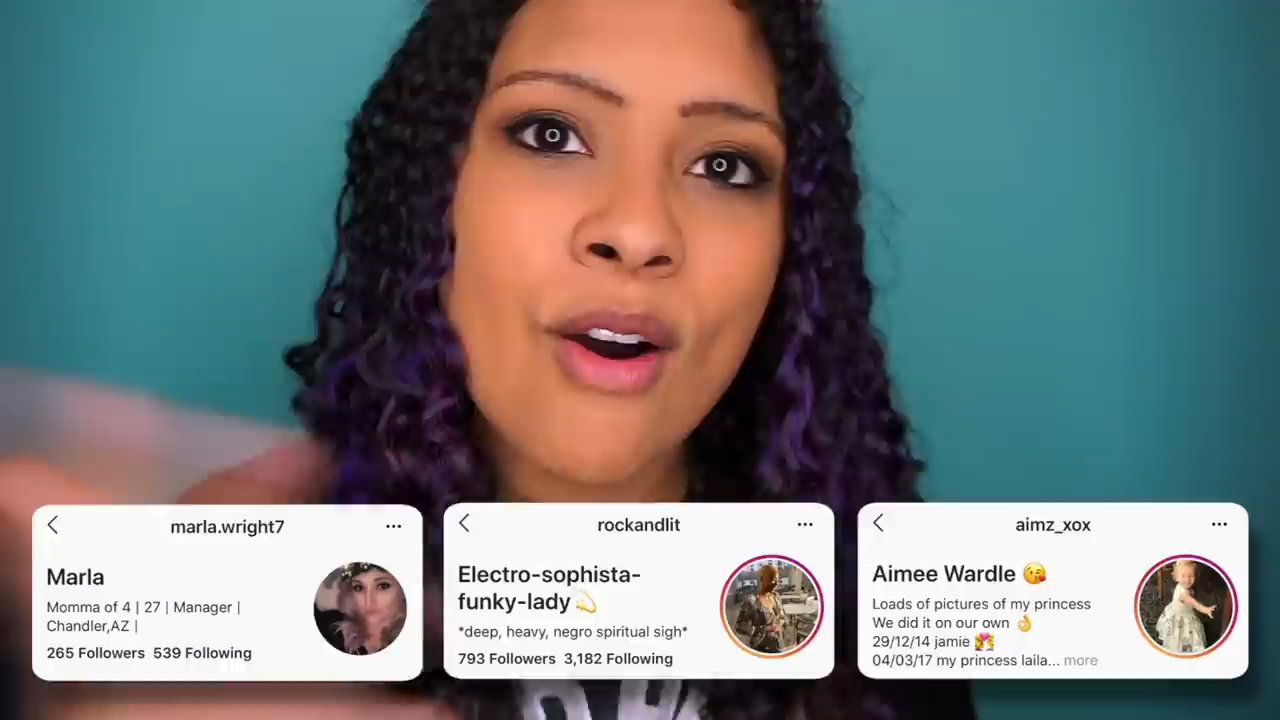 marla.wright7
Marla
Momma of 4 | 27 | Manager |
Chandler,AZ |
265 Followers 539 Following
rockandlit
Electro-sophista-
funky-lady💫
*deep, heavy, negro spiritual sigh*
793 Followers 3,182 Following
aimz_xox
Aimee Wardle 😘
Loads of pictures of my princess
We did it on our own 👌
29/12/14 jamie 💏
04/03/17 my princess laila... more